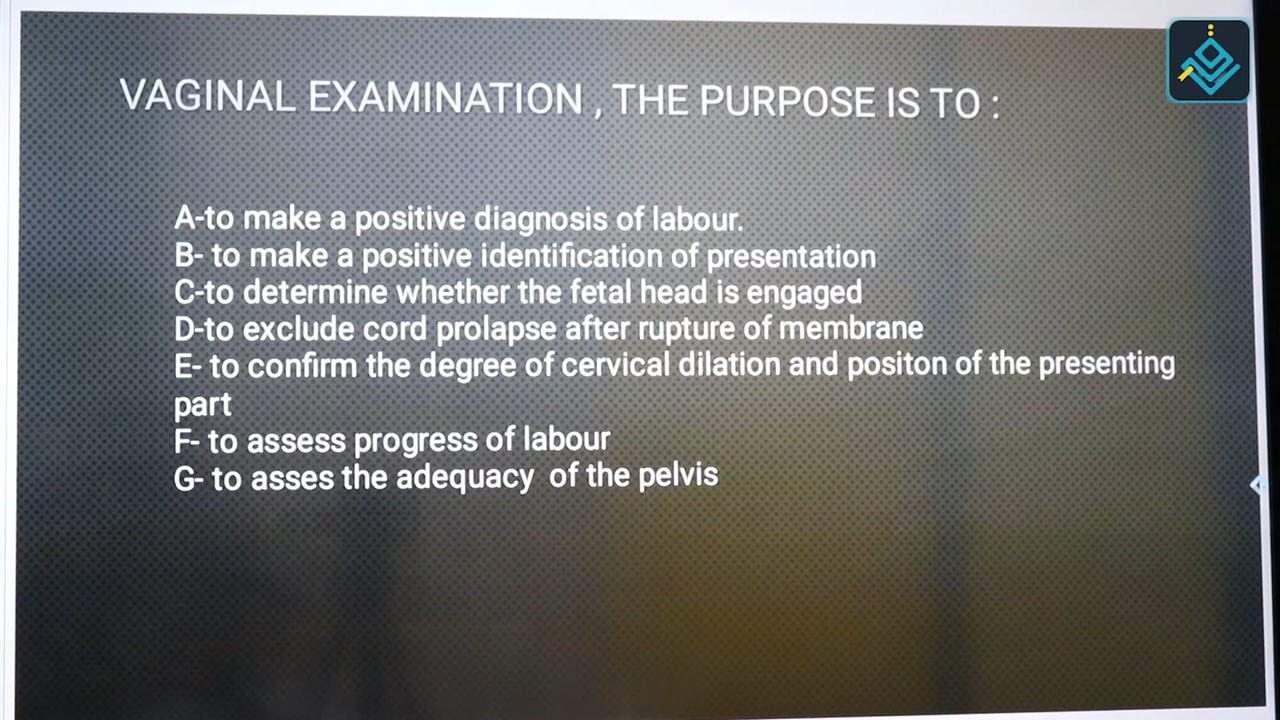 VAGINAL EXAMINATION , THE PURPOSE IS TO :
A-to make a positive diagnosis of labour.
B- to make a positive identification of presentation
C-to determine whether the fetal head is engaged
D-to exclude cord prolapse after rupture of membrane
E- to confirm the degree of cervical dilation and positon of the presenting
part
F- to assess progress of labour
G- to asses the adequacy  of the pelvis